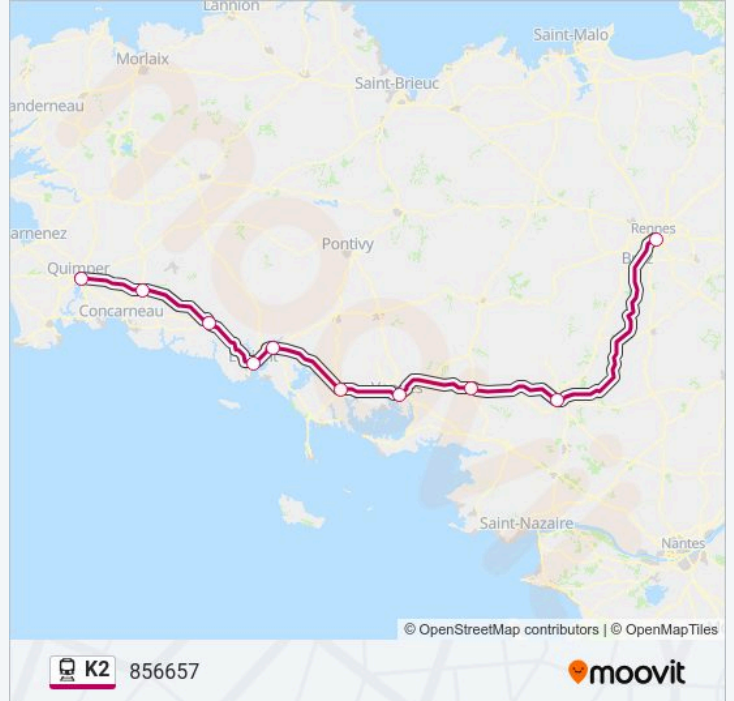 Lannion
Saint-Malo
Morlaix
Saint-Brieuc
anderneau
Rennes
arnenez
Pontivy
Quimper
Concarneau
Saint-Nazaire
Nantes
© OpenStreetMap contributors | © OpenMapTiles
K2 856657
moovit